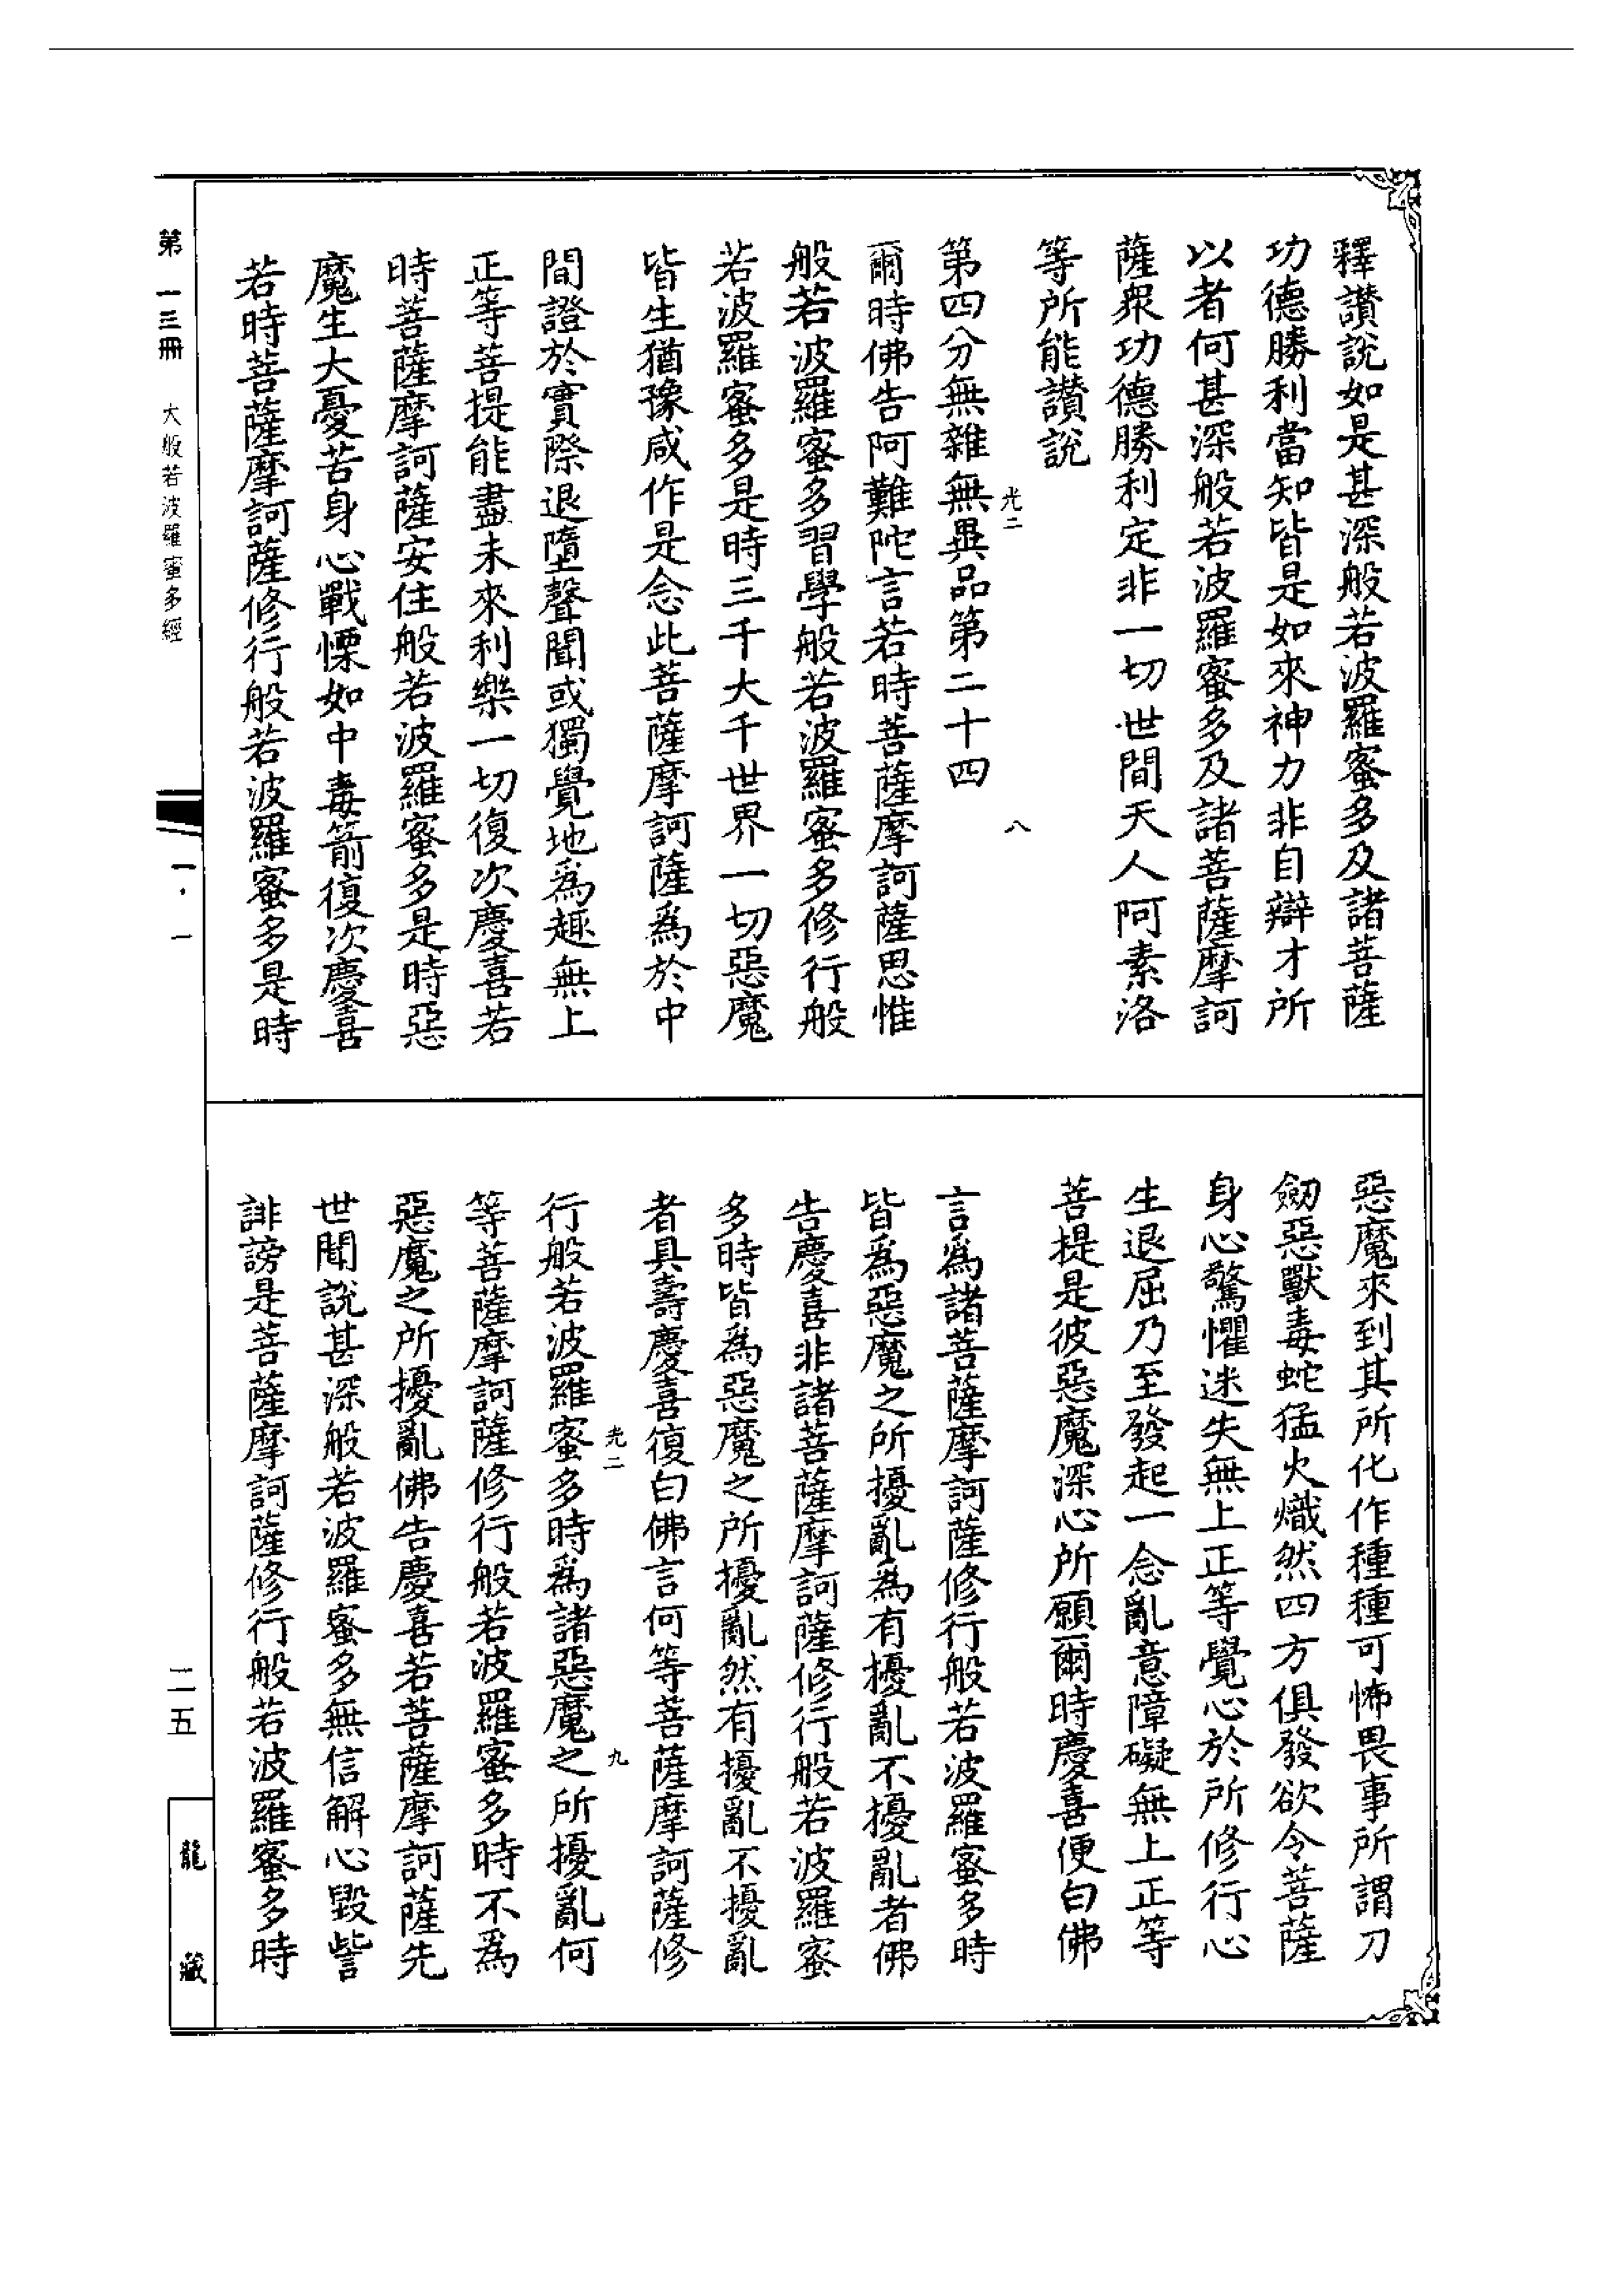 釋讚說如是甚深般若波羅蜜多及諸菩薩
功德勝利當知皆是如來神力非自辯才所
以者何甚深般若波羅蜜多及諸菩薩摩訶
薩衆功德勝利定非一切世間天人阿素洛
等所能讚說
光二
八
第四分無雜無異品第二十四
爾時佛告阿難陀言若時菩薩摩訶薩思惟
般若波羅蜜多習學般若波羅蜜多修行般
若波羅蜜多是時三千大千世界一切惡魔
皆生猶豫咸作是念此菩薩摩訶薩爲於中
間證於實際退墮聲聞或獨覺地爲趣無上
正等菩提能盡未來利樂一切復次慶喜若
時菩薩摩訶薩安住般若波羅蜜多是時惡
魔生大憂苦身心戰慄如中毒箭復次慶喜
若時菩薩摩訶薩修行般若波羅蜜多是時
惡魔來到其所化作種種可怖畏事所謂刀
劒惡獸毒蛇猛火熾然四方俱發欲令菩薩
身心驚懼迷失無上正等覺心於所修行心
生退屈乃至發起一念亂意障礙無上正等
菩提是彼惡魔深心所願爾時慶喜便白佛
言爲諸菩薩摩訶薩修行般若波羅蜜多時
皆爲惡魔之所擾亂爲有擾亂不擾亂者佛
告慶喜非諸菩薩摩訶薩修行般若波羅蜜
多時皆爲惡魔之所擾亂然有擾亂不擾亂
者具壽慶喜復白佛言何等菩薩摩訶薩修
光二
九
行般若波羅蜜多時爲諸惡魔之所擾亂何
等菩薩摩訶薩修行般若波羅蜜多時不爲
惡魔之所擾亂佛告慶喜若菩薩摩訶薩先
世聞說甚深般若波羅蜜多無信解心毀訾
誹謗是菩薩摩訶薩修行般若波羅蜜多時
第一三冊 大般若波羅蜜多經
一·一
二五
龍藏